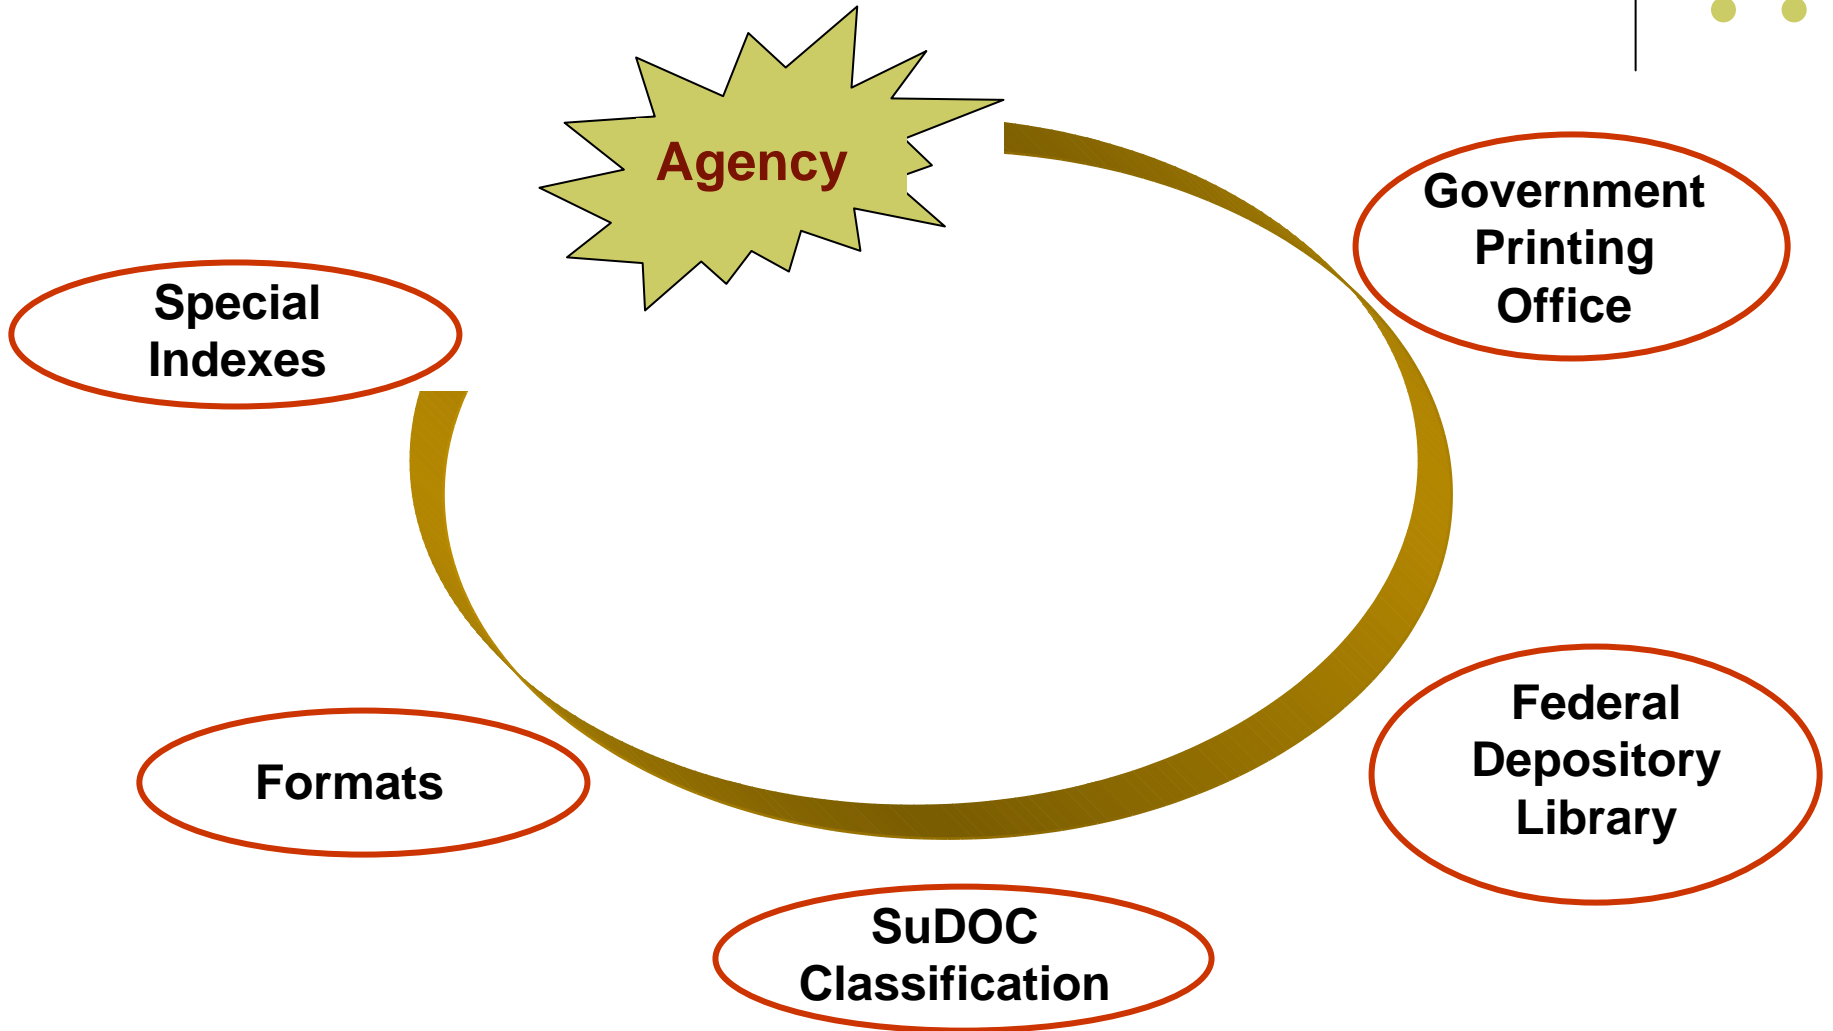 Agency
Government
Printing
Office
Special
Indexes
Federal
Depository
Library
Formats
SuDOC
Classification